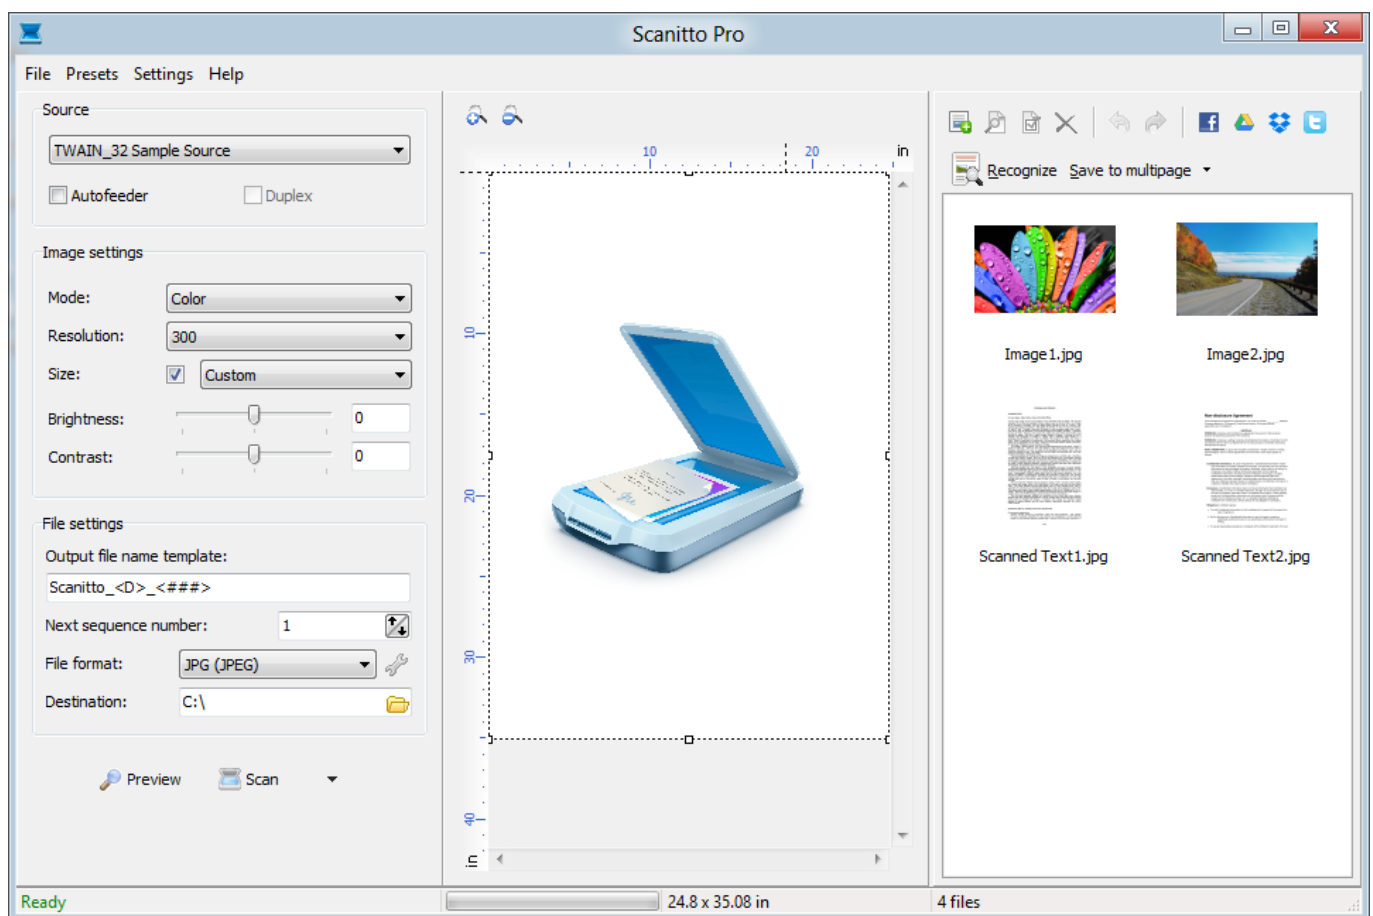 Scanitto Pro
File Presets Settings Help
Source
TWAIN_32 Sample Source
Autofeeder Duplex
Image settings
Mode: Color
Resolution: 300
Size: Custom
Brightness: 0
Contrast: 0
File settings
Output file name template:
Scanitto_<D>_<###>
Next sequence number: 1
File format: JPG (JPEG)
Destination: C:\
Preview Scan
10 20 in
10
20
30
40
in
Recognize Save to multipage
Image1.jpg Image2.jpg
Non-disclosure Agreement
Scanned Text1.jpg Scanned Text2.jpg
Ready 24.8 x 35.08 in 4 files